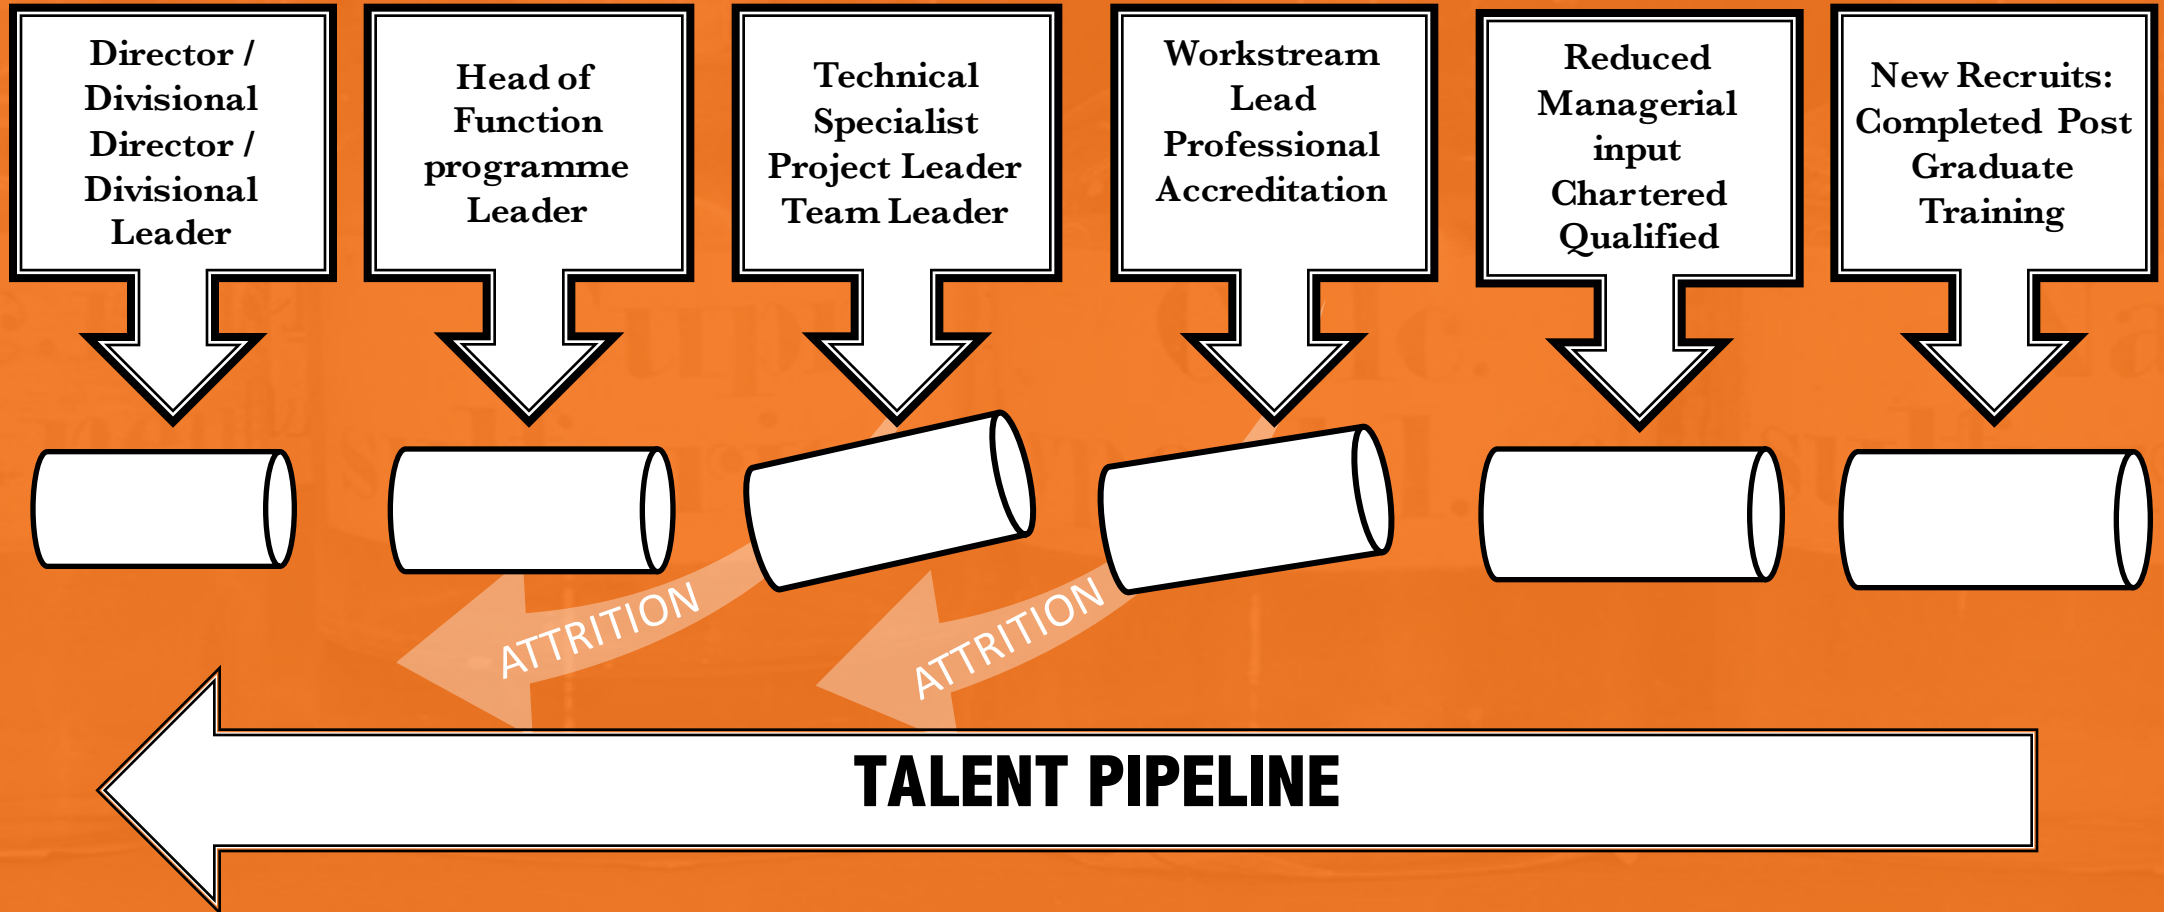 Director /
Divisional
Director /
Divisional
Leader
Head of
Function
programme
Leader
Technical
Specialist
Project Leader
Team Leader
Workstream
Lead
Professional
Accreditation
Reduced
Managerial
input
Chartered
Qualified
New Recruits:
Completed Post
Graduate
Training
ATTRITION
ATTRITION
TALENT PIPELINE